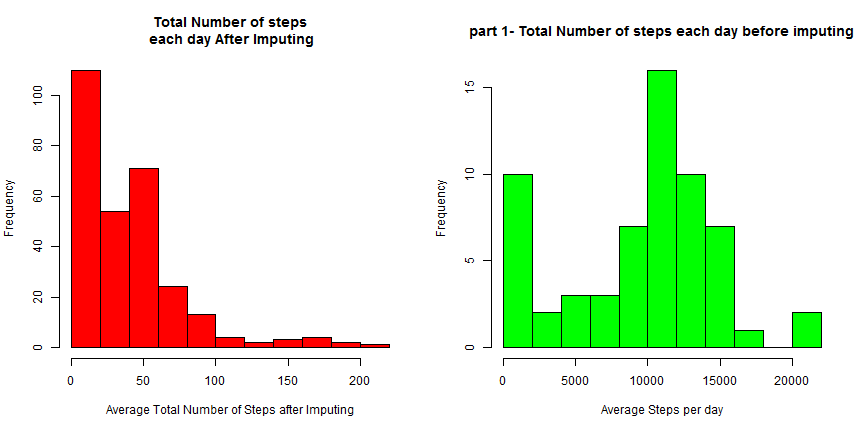 Total Number of steps
each day After Imputing
Frequency
0 20 40 60 80 100
0 50 100 150 200
Average Total Number of Steps after Imputing
part 1- Total Number of steps each day before imputing
Frequency
0 5 10 15
0 5000 10000 15000 20000
Average Steps per day